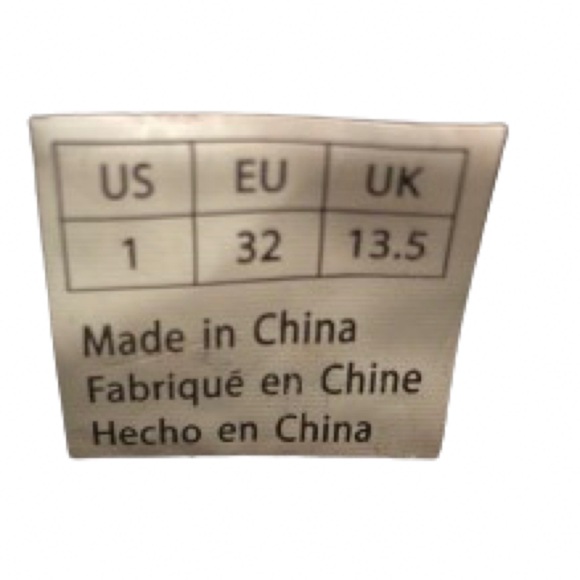 US EU UK
1 32 13.5
Made in China
Fabriqué en Chine
Hecho en China